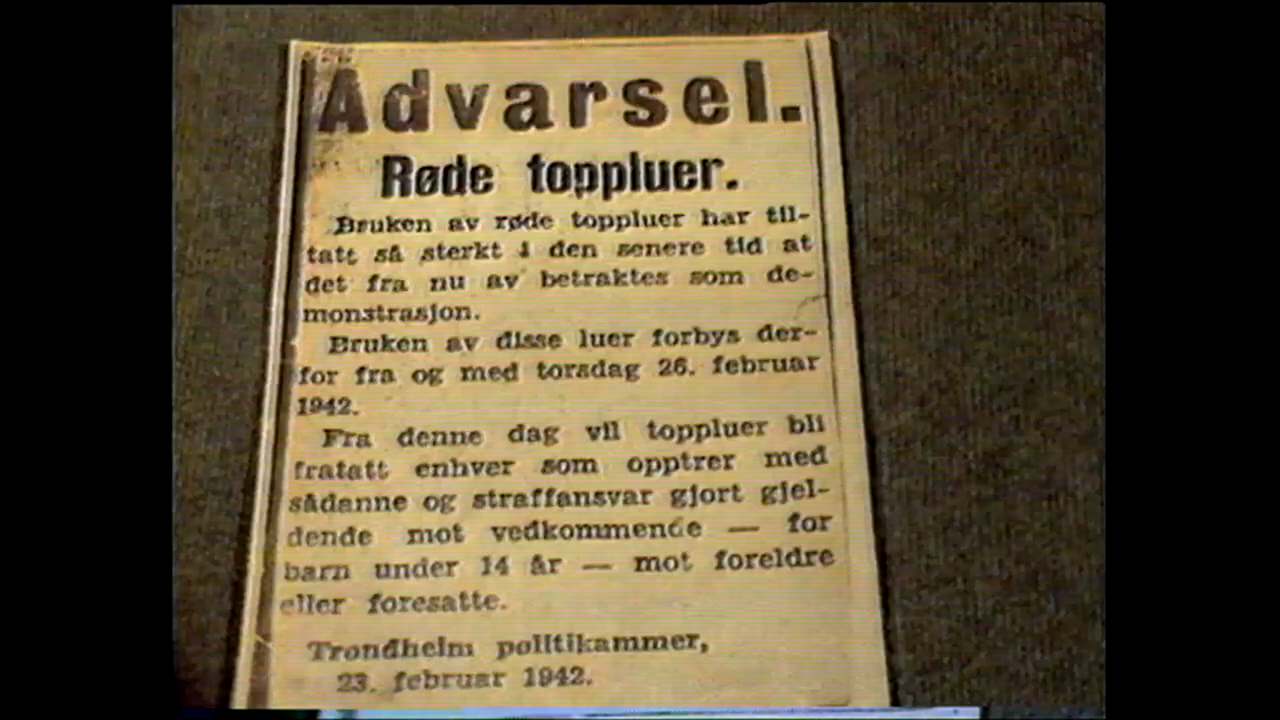 Advarsel.
Røde toppluer.
Bruken av røde toppluer har til-
tatt så sterkt i den senere tid at
det fra nu av betraktes som de-
monstrasjon.
Bruken av disse luer forbys der-
for fra og med torsdag 26. februar
1942.
Fra denne dag vil toppluer bli
fratatt enhver som opptrer med
sådanne og straffansvar gjort gjel-
dende mot vedkommende — for
barn under 14 år — mot foreldre
eller foresatte.
Trondheim politikammer,
23. februar 1942.